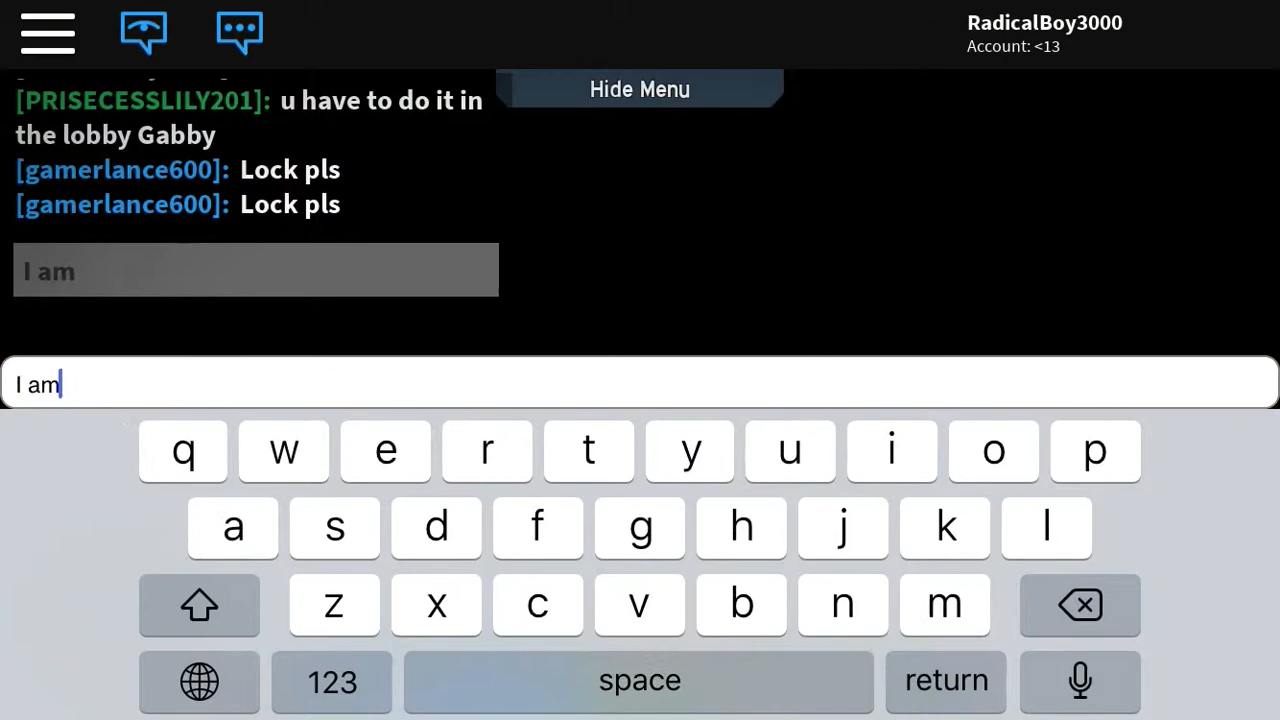 RadicalBoy3000
Account: <13
Hide Menu
[PRISECESSLILY201]: u have to do it in
the lobby Gabby
[gamerlance600]: Lock pls
[gamerlance600]: Lock pls
I am
I am
q w e r t y u i o p
a s d f g h j k l
z x c v b n m
123 space return